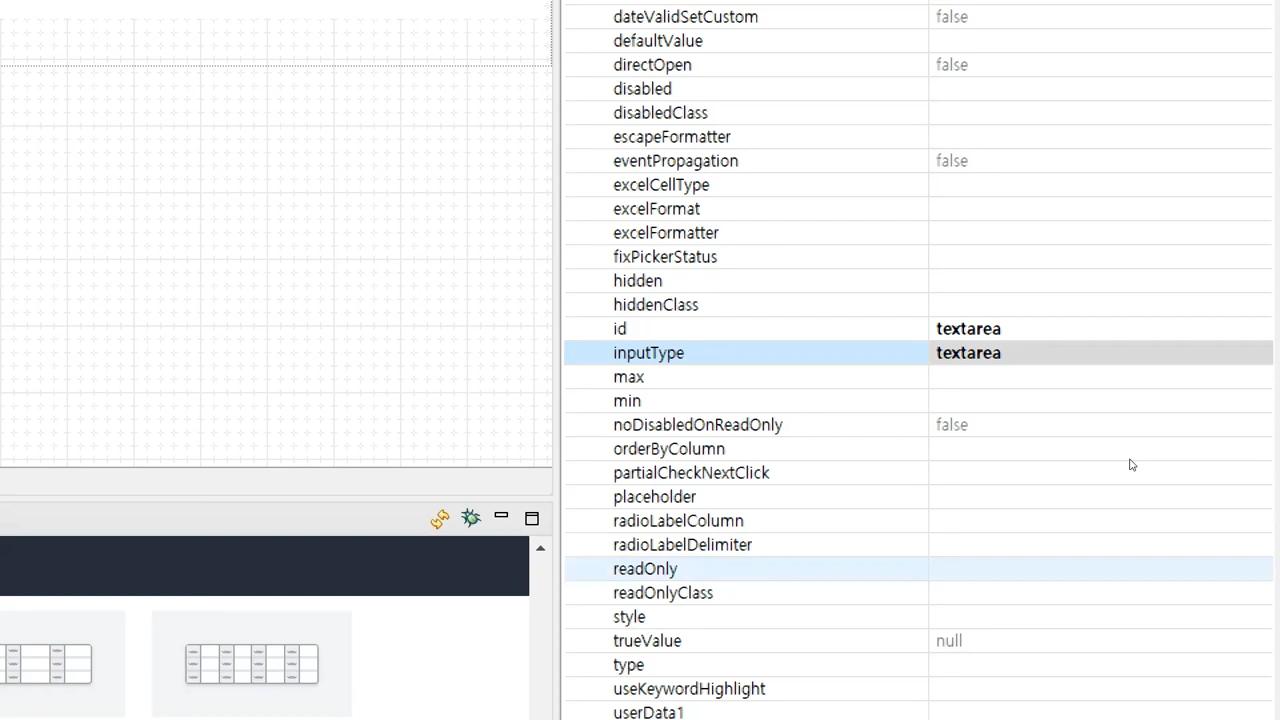 dateValidSetCustom false
defaultValue
directOpen false
disabled
disabledClass
escapeFormatter
eventPropagation false
excelCellType
excelFormat
excelFormatter
fixPickerStatus
hidden
hiddenClass
id textarea
inputType textarea
max
min
noDisabledOnReadOnly false
orderByColumn
partialCheckNextClick
placeholder
radioLabelColumn
radioLabelDelimiter
readOnly
readOnlyClass
style
trueValue null
type
useKeywordHighlight
userData1